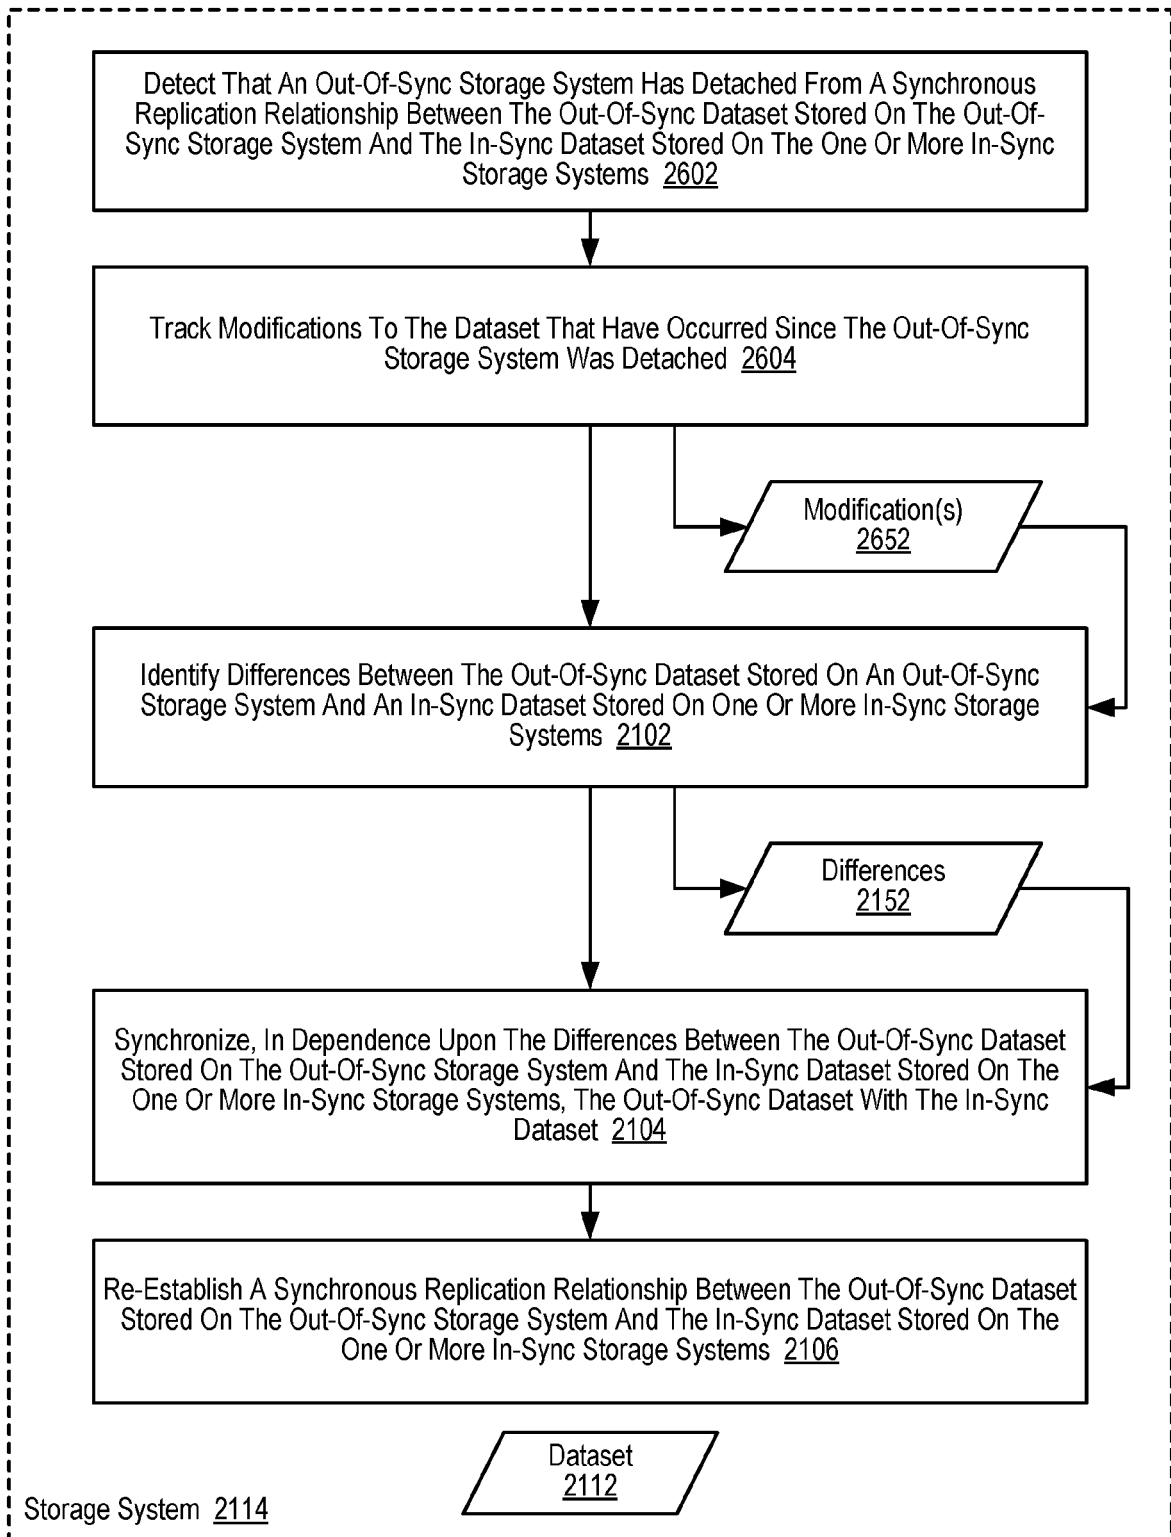 Detect That An Out-Of-Sync Storage System Has Detached From A Synchronous
Replication Relationship Between The Out-Of-Sync Dataset Stored On The Out-Of-
Sync Storage System And The In-Sync Dataset Stored On The One Or More In-Sync
Storage Systems 2602
Track Modifications To The Dataset That Have Occurred Since The Out-Of-Sync
Storage System Was Detached 2604
Modification(s)
2652
Identify Differences Between The Out-Of-Sync Dataset Stored On An Out-Of-Sync
Storage System And An In-Sync Dataset Stored On One Or More In-Sync Storage
Systems 2102
Differences
2152
Synchronize, In Dependence Upon The Differences Between The Out-Of-Sync Dataset
Stored On The Out-Of-Sync Storage System And The In-Sync Dataset Stored On The
One Or More In-Sync Storage Systems, The Out-Of-Sync Dataset With The In-Sync
Dataset 2104
Re-Establish A Synchronous Replication Relationship Between The Out-Of-Sync Dataset
Stored On The Out-Of-Sync Storage System And The In-Sync Dataset Stored On The
One Or More In-Sync Storage Systems 2106
Dataset
2112
Storage System 2114